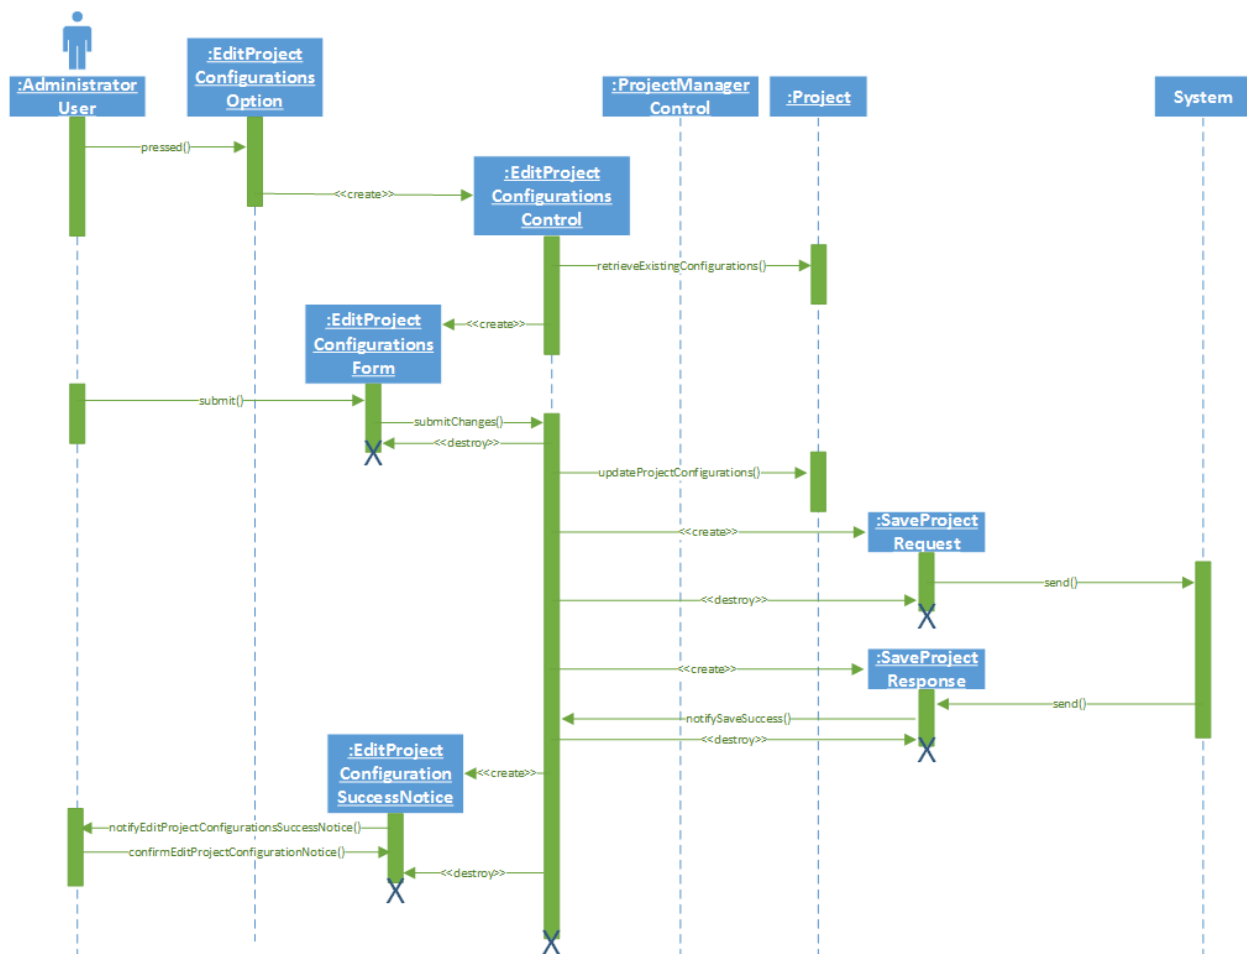 :EditProject
Configurations
Option
:Administrator
User
:ProjectManager
Control
:Project
System
pressed()
:EditProject
Configurations
Control
<<create>>
retrieveExistingConfigurations()
:EditProject
Configurations
Form
<<create>>
submit()
submitChanges()
<<destroy>>
updateProjectConfigurations()
<<create>>
:SaveProject
Request
send()
<<destroy>>
<<create>>
:SaveProject
Response
send()
notifySaveSuccess()
<<destroy>>
:EditProject
Configuration
SuccessNotice
<<create>>
notifyEditProjectConfigurationsSuccessNotice()
confirmEditProjectConfigurationNotice()
<<destroy>>